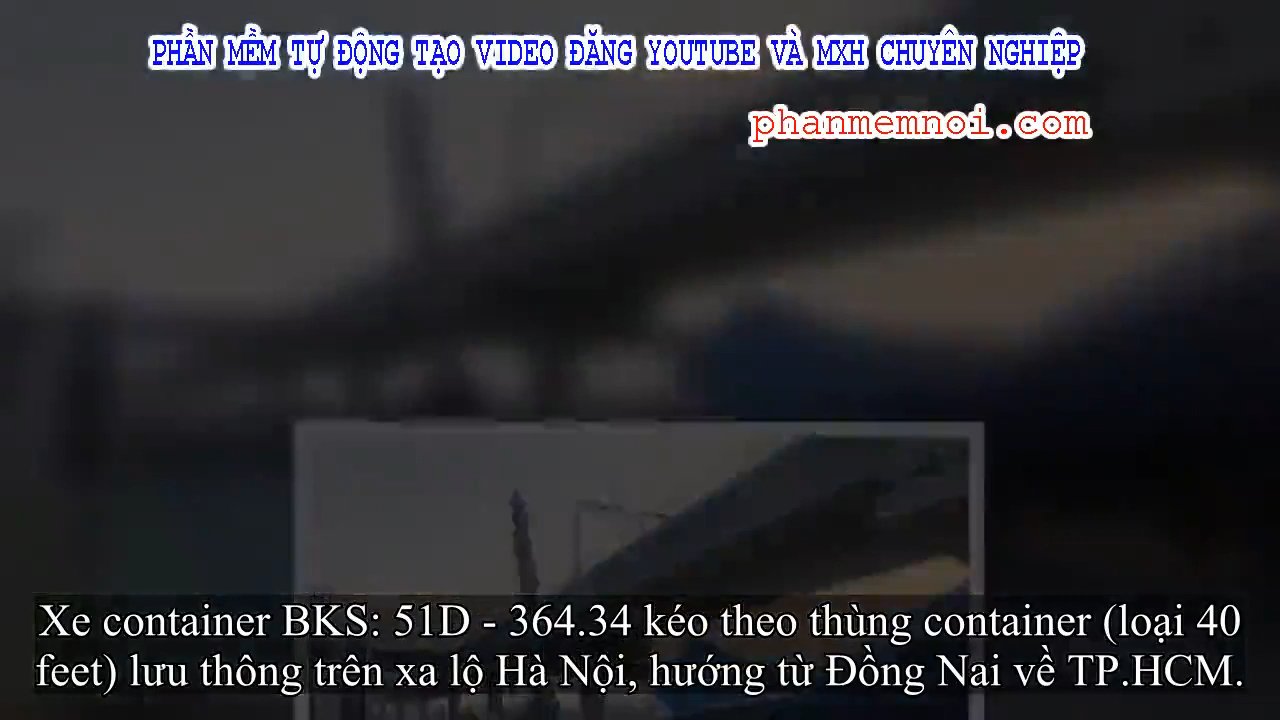 PHẦN MỀM TỰ ĐỘNG TẠO VIDEO ĐĂNG YOUTUBE VÀ MXH CHUYÊN NGHIỆP
phanmemnoi.com
Xe container BKS: 51D - 364.34 kéo theo thùng container (loại 40
feet) lưu thông trên xa lộ Hà Nội, hướng từ Đồng Nai về TP.HCM.